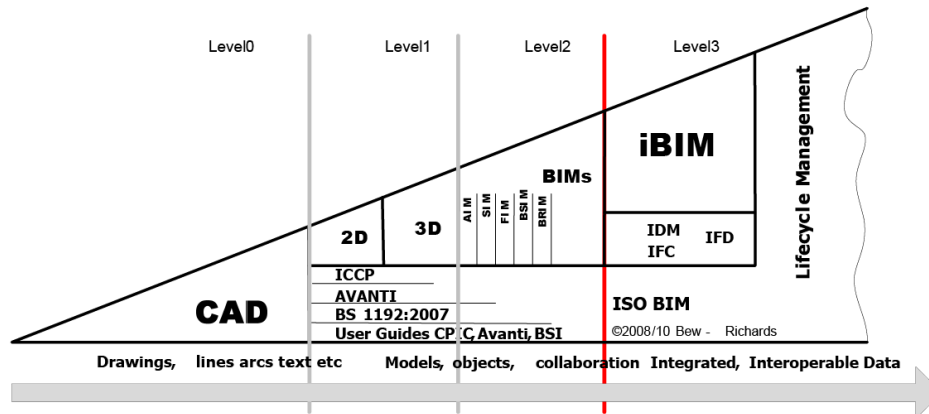 Level0
Level1
Level2
Level3
Lifecycle Management
iBIM
BIMs
AIM
SIM
FIM
BSIM
BRIM
2D
3D
IDM
IFD
IFC
ICCP
CAD
AVANTI
ISO BIM
BS 1192:2007
User Guides CPIC, Avanti, BSI
©2008/10 Bew - Richards
Drawings, lines arcs text etc
Models, objects, collaboration
Integrated, Interoperable Data